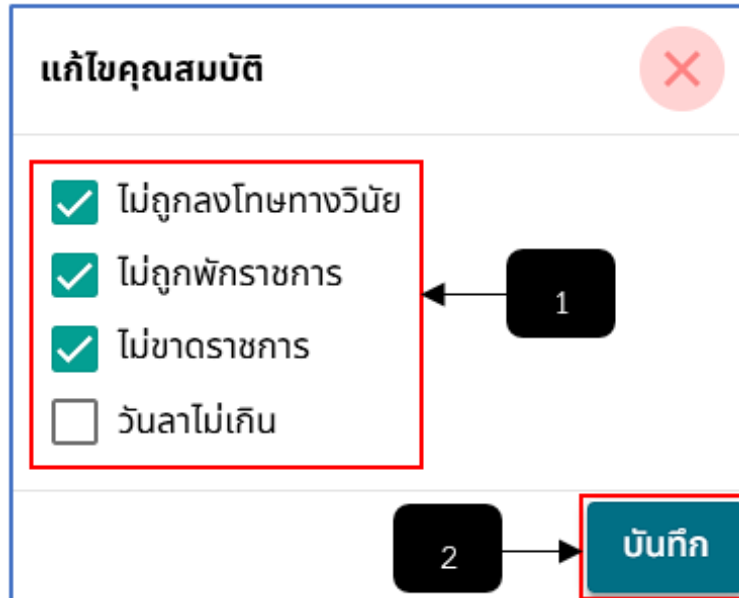 แก้ไขคุณสมบัติ
ไม่ถูกลงโทษทางวินัย
ไม่ถูกพักราชการ
1
ไม่ขาดราชการ
วันลาไม่เกิน
2
บันทึก